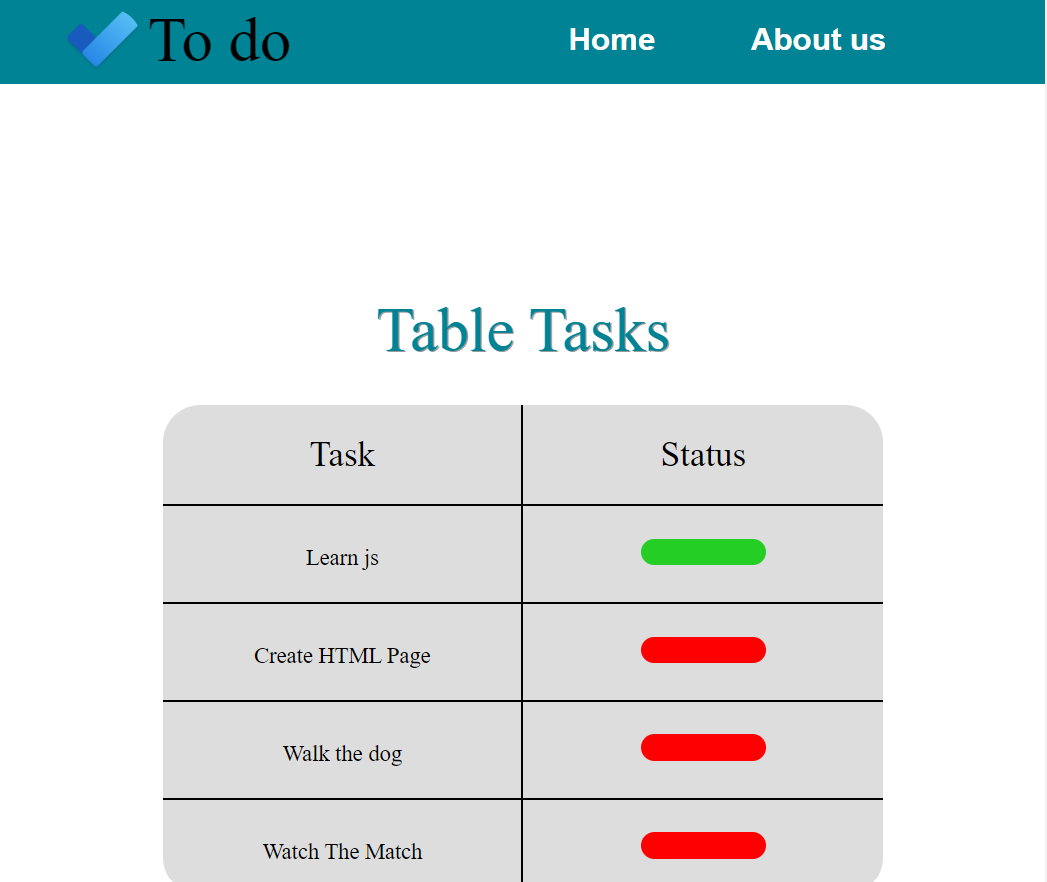 To do
Home
About us
Table Tasks
Task
Status
Learn js
Create HTML Page
Walk the dog
Watch The Match